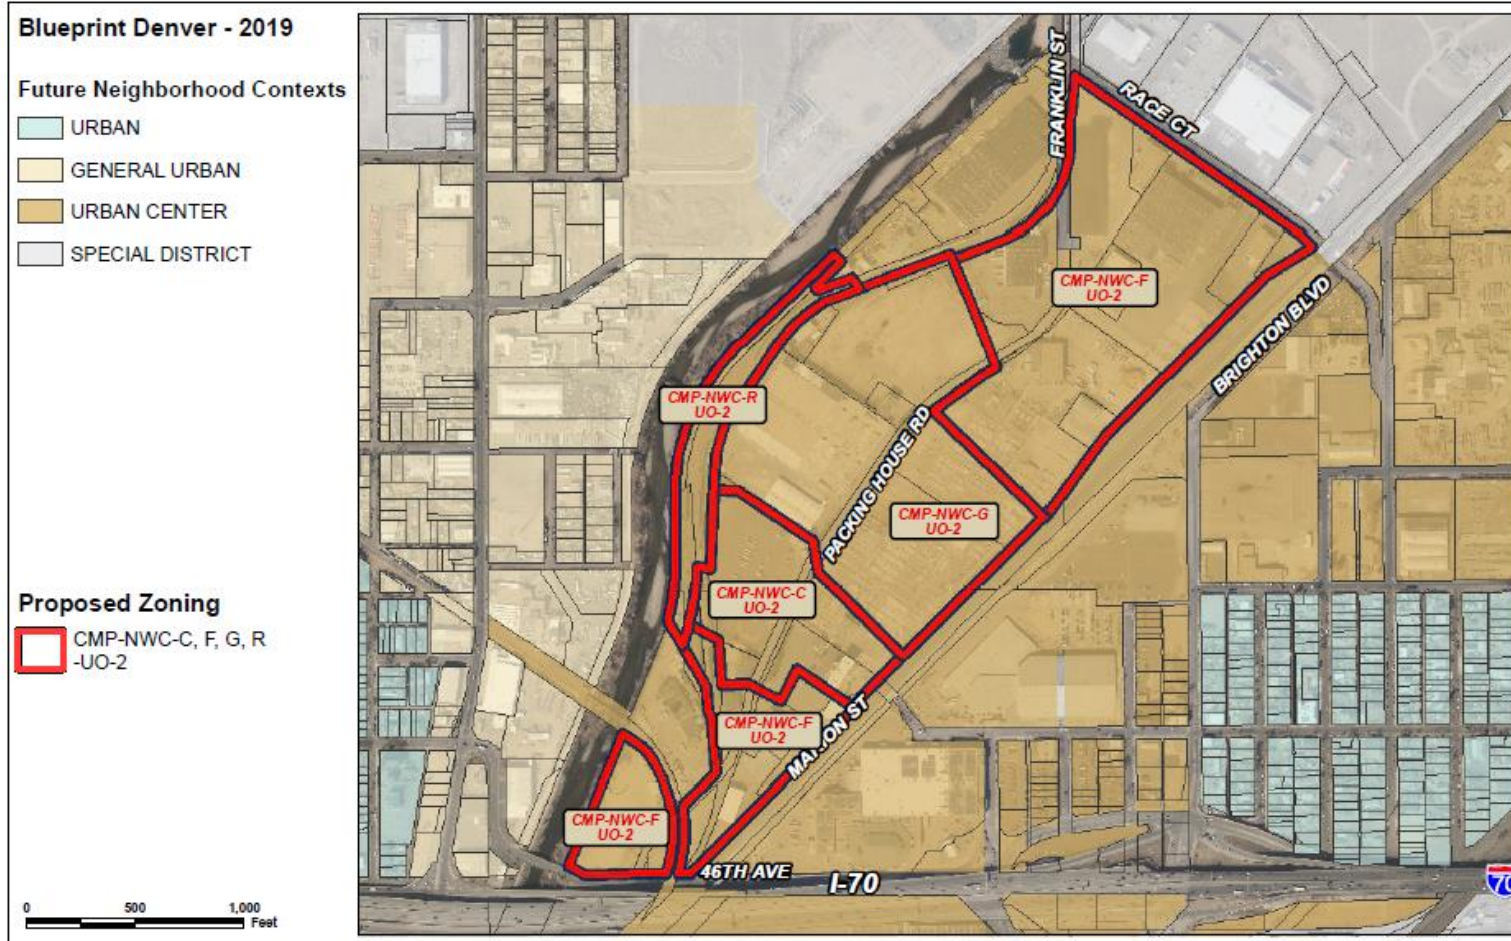 Blueprint Denver - 2019
Future Neighborhood Contexts
URBAN
GENERAL URBAN
URBAN CENTER
SPECIAL DISTRICT
Proposed Zoning
CMP-NWC-C, F, G, R
-UO-2
0 500 1,000
Feet
FRANKLIN ST
RACE CT
CMP-NWC-F
UO-2
BRIGHTON BLVD
CMP-NWC-R
UO-2
PACKING HOUSE RD
CMP-NWC-G
UO-2
CMP-NWC-C
UO-2
CMP-NWC-F
UO-2
MARION ST
CMP-NWC-F
UO-2
46TH AVE
I-70
70